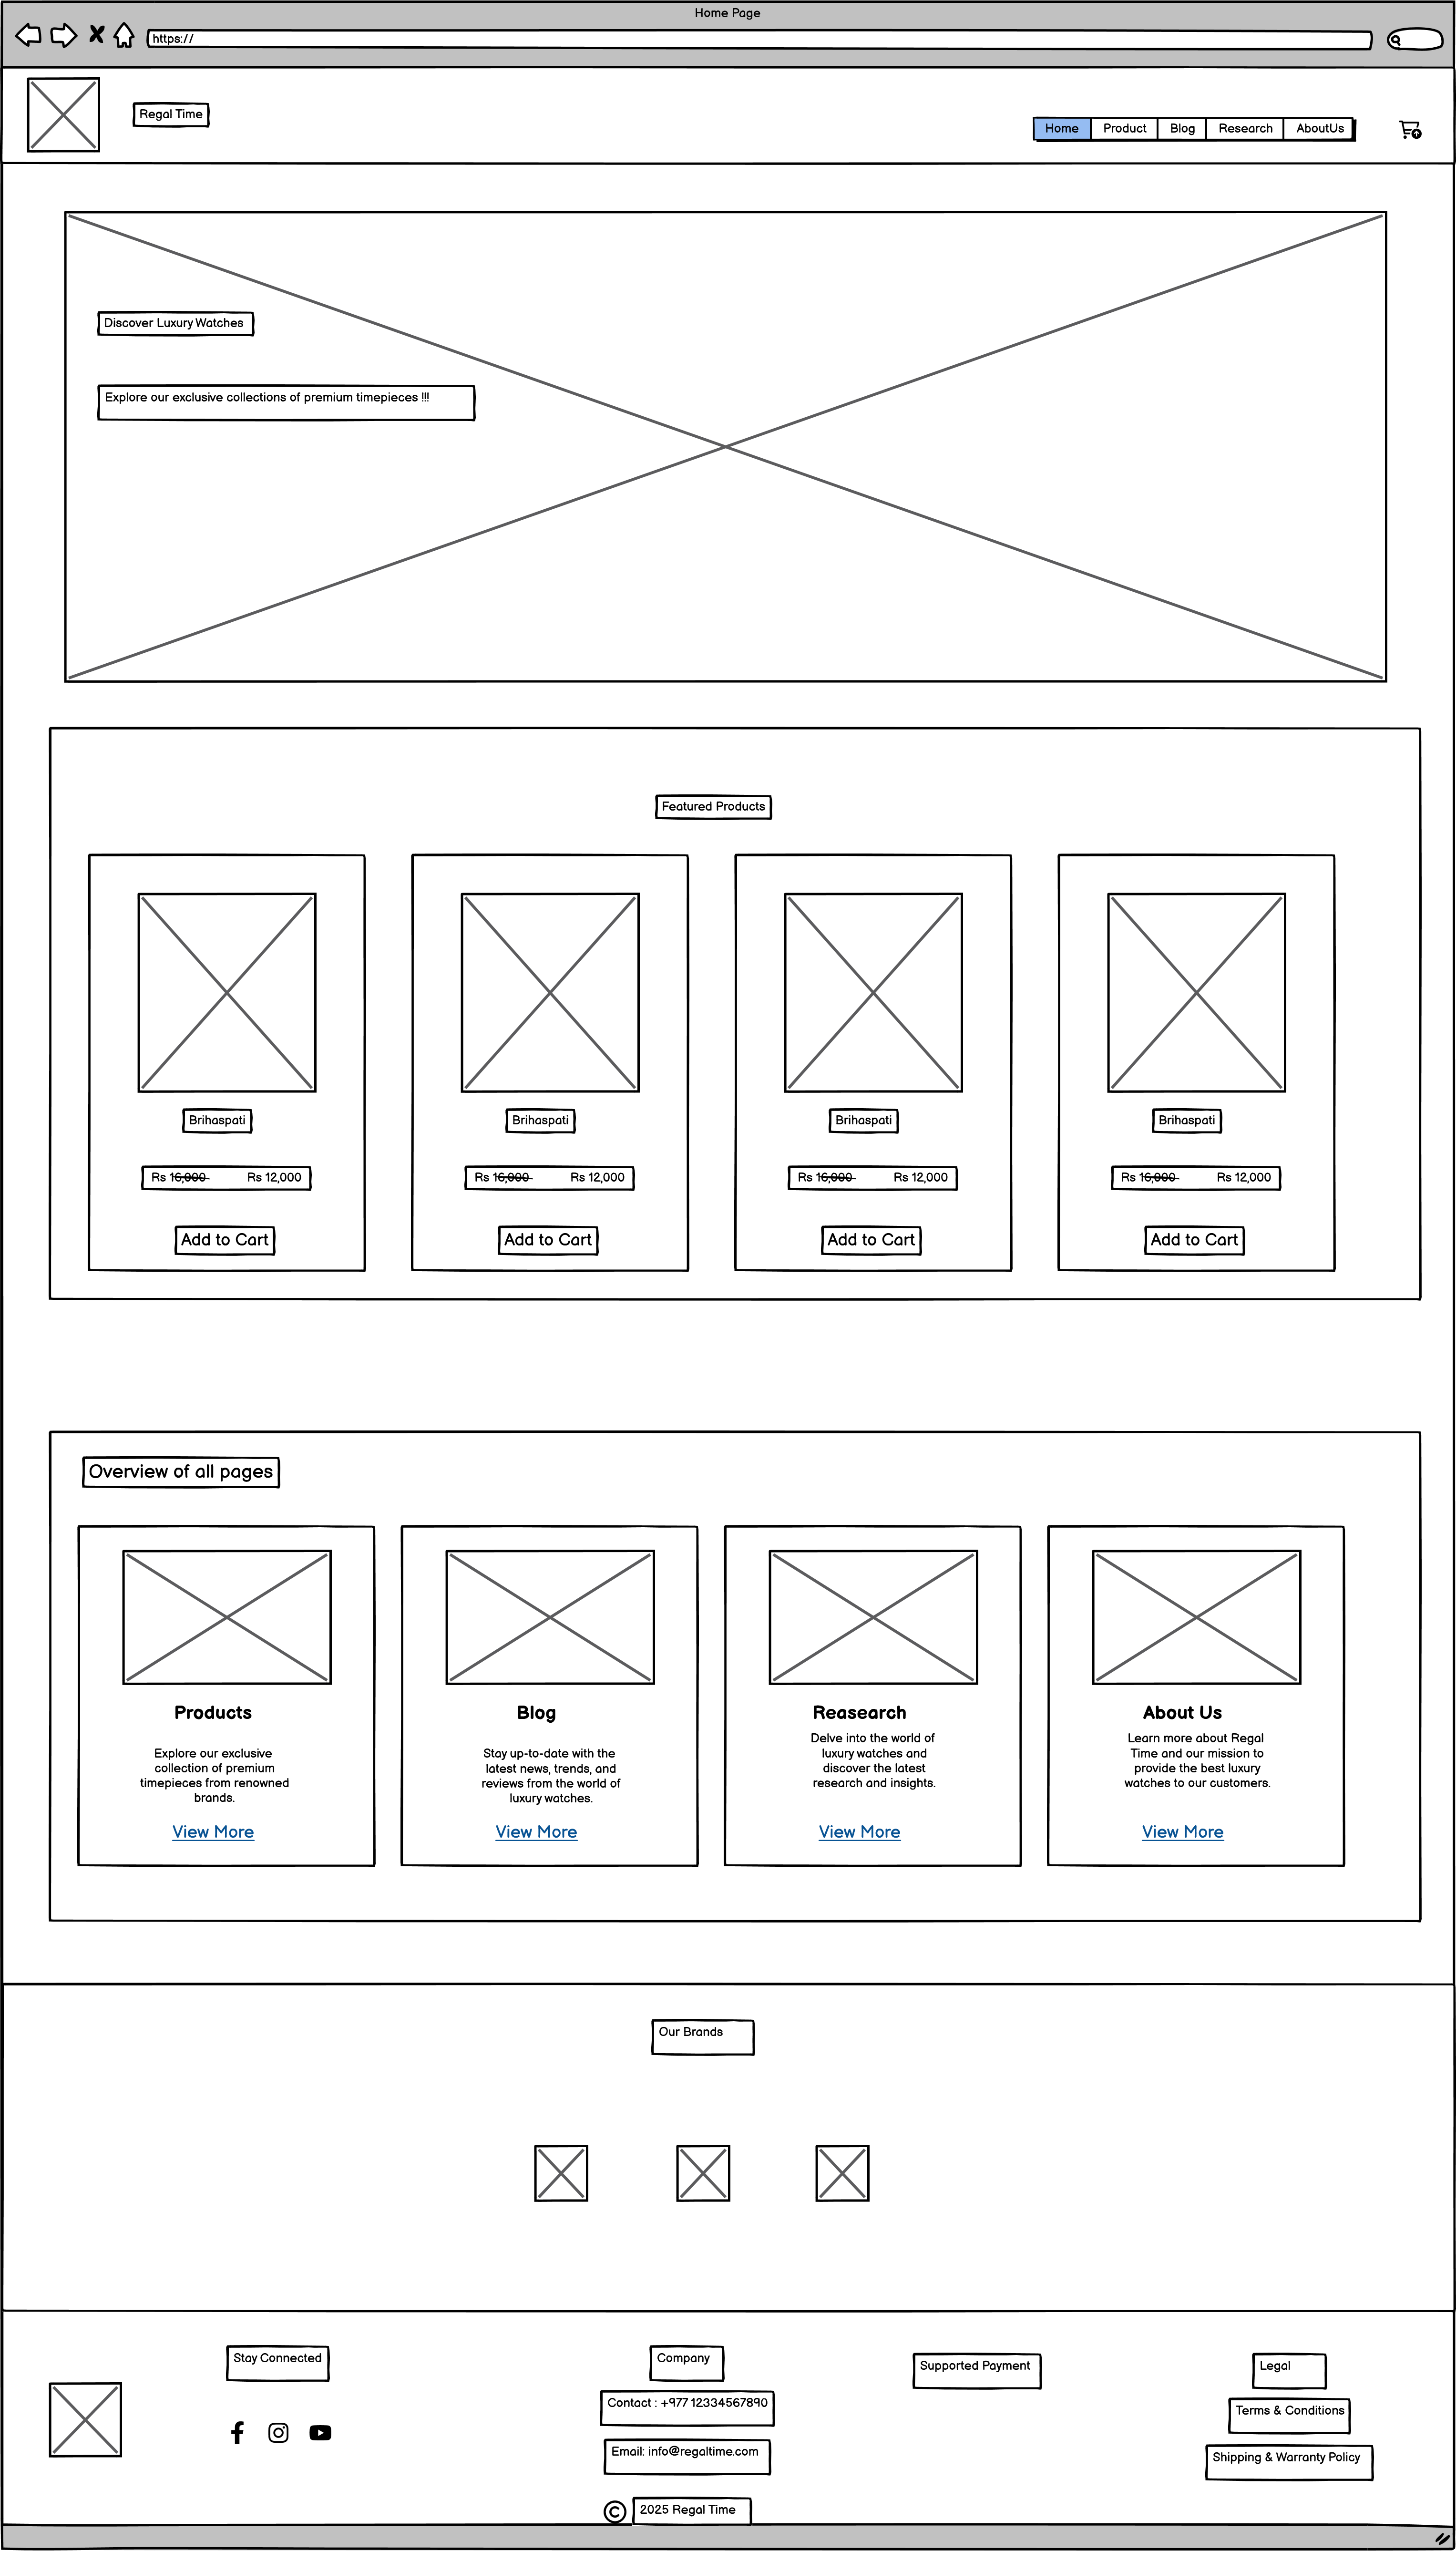 Home Page
https://
Regal Time
Home Product Blog Research AboutUs
Discover Luxury Watches
Explore our exclusive collections of premium timepieces !!!
Featured Products
Brihaspati Brihaspati Brihaspati Brihaspati
Rs 16,000 Rs 12,000 Rs 16,000 Rs 12,000 Rs 16,000 Rs 12,000 Rs 16,000 Rs 12,000
Add to Cart Add to Cart Add to Cart Add to Cart
Overview of all pages
Products
Explore our exclusive
collection of premium
timepieces from renowned
brands.
View More
Blog
Stay up-to-date with the
latest news, trends, and
reviews from the world of
luxury watches.
View More
Reasearch
Delve into the world of
luxury watches and
discover the latest
research and insights.
View More
About Us
Learn more about Regal
Time and our mission to
provide the best luxury
watches to our customers.
View More
Our Brands
Stay Connected
Company
Contact : +977 12334567890
Email: info@regaltime.com
© 2025 Regal Time
Supported Payment
Legal
Terms & Conditions
Shipping & Warranty Policy